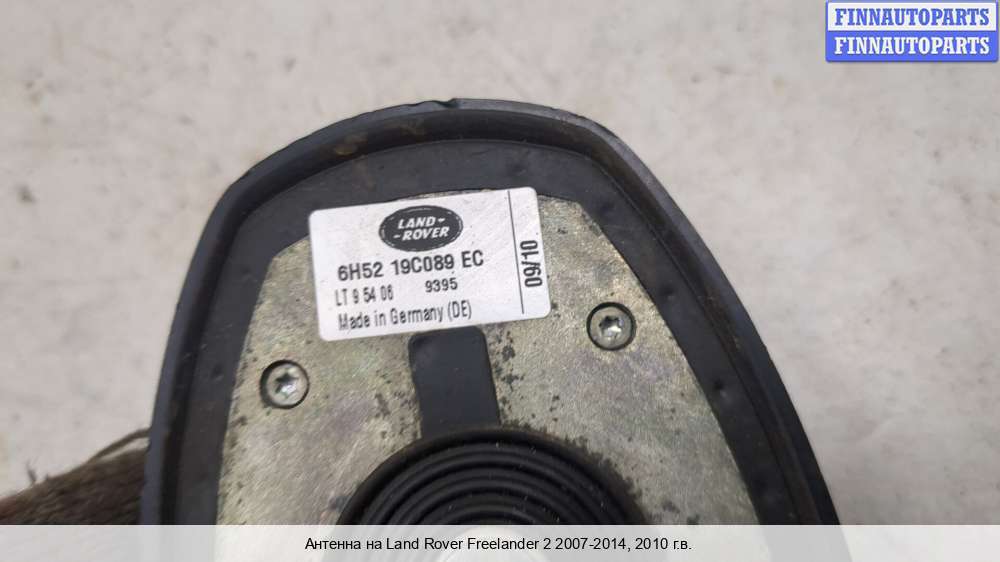 FINNAUTOPARTS
FINNAUTOPARTS
LAND-
-ROVER
6H52 19C089 EC
LT 9 54 06 9395
Made in Germany (DE)
09/10
Антенна на Land Rover Freelander 2 2007-2014, 2010 г.в.